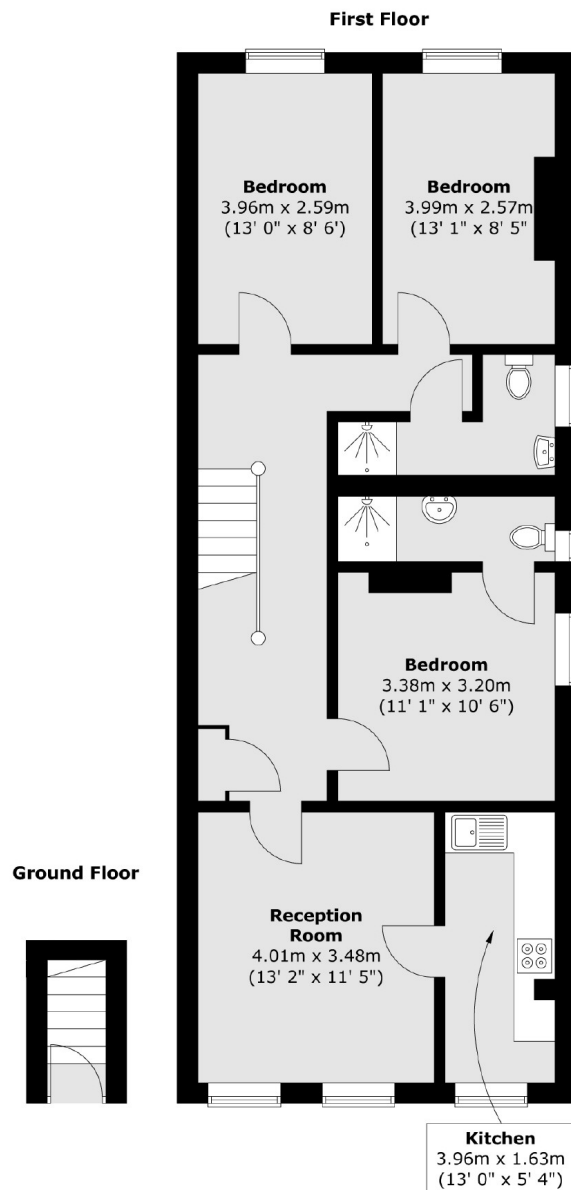 First Floor
Bedroom
3.96m x 2.59m
(13' 0" x 8' 6')
Bedroom
3.99m x 2.57m
(13' 1" x 8' 5"
Bedroom
3.38m x 3.20m
(11' 1" x 10' 6")
Ground Floor
Reception
Room
4.01m x 3.48m
(13' 2" x 11' 5")
Kitchen
3.96m x 1.63m
(13' 0" x 5' 4")